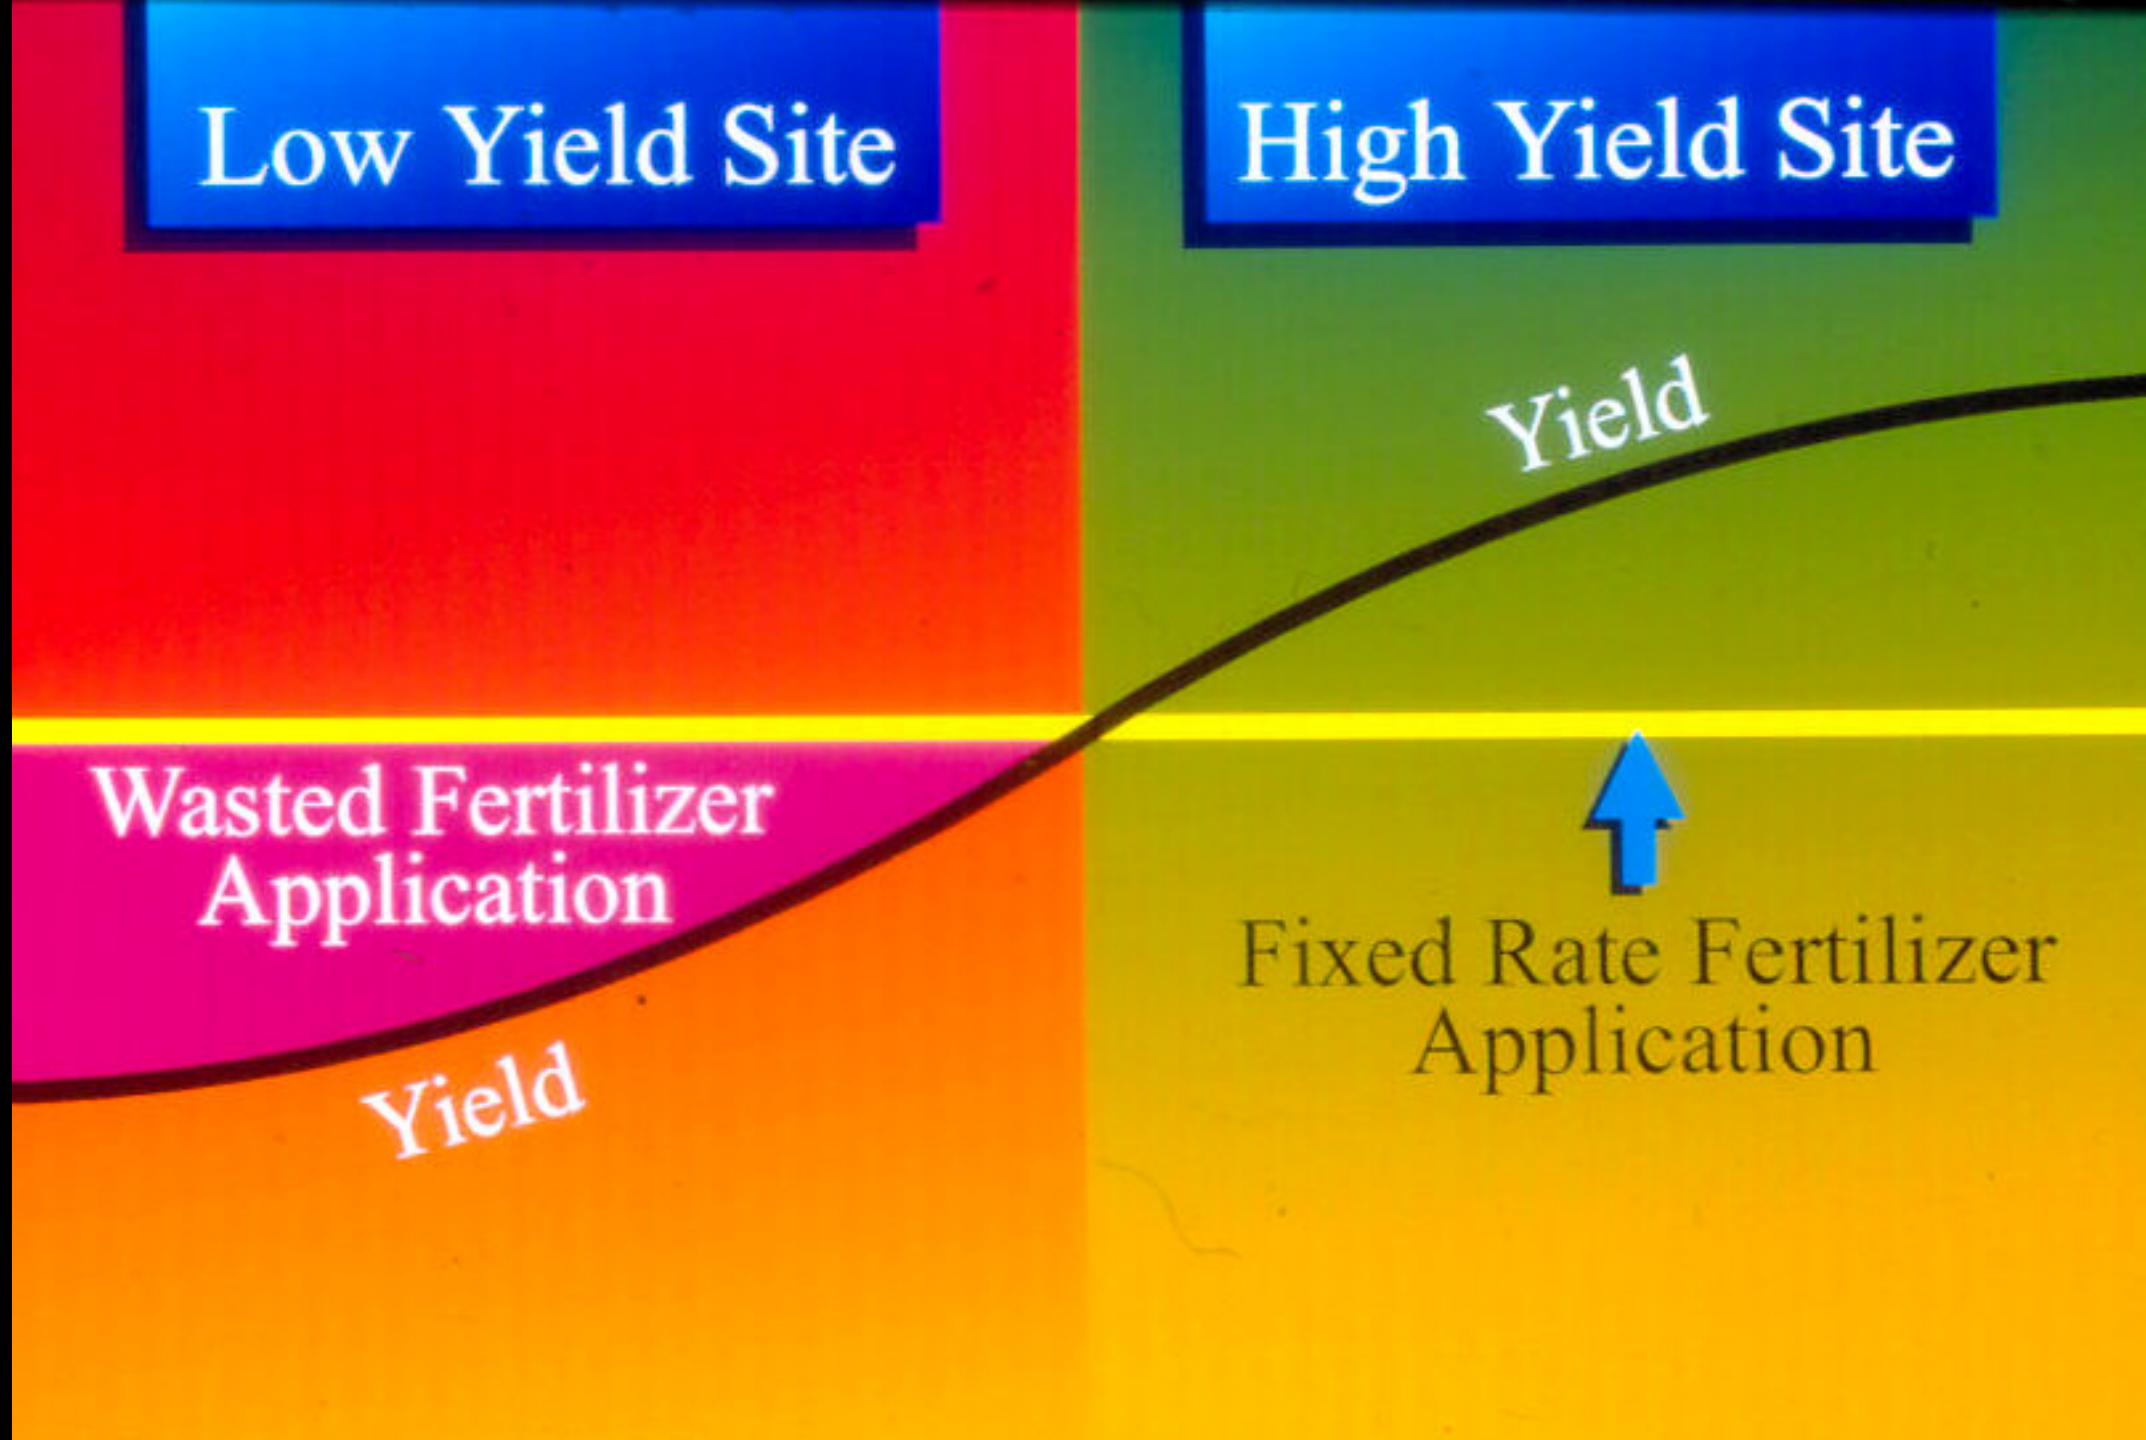 Low Yield Site
High Yield Site
Yield
Wasted Fertilizer
Application
Fixed Rate Fertilizer
Application
Yield